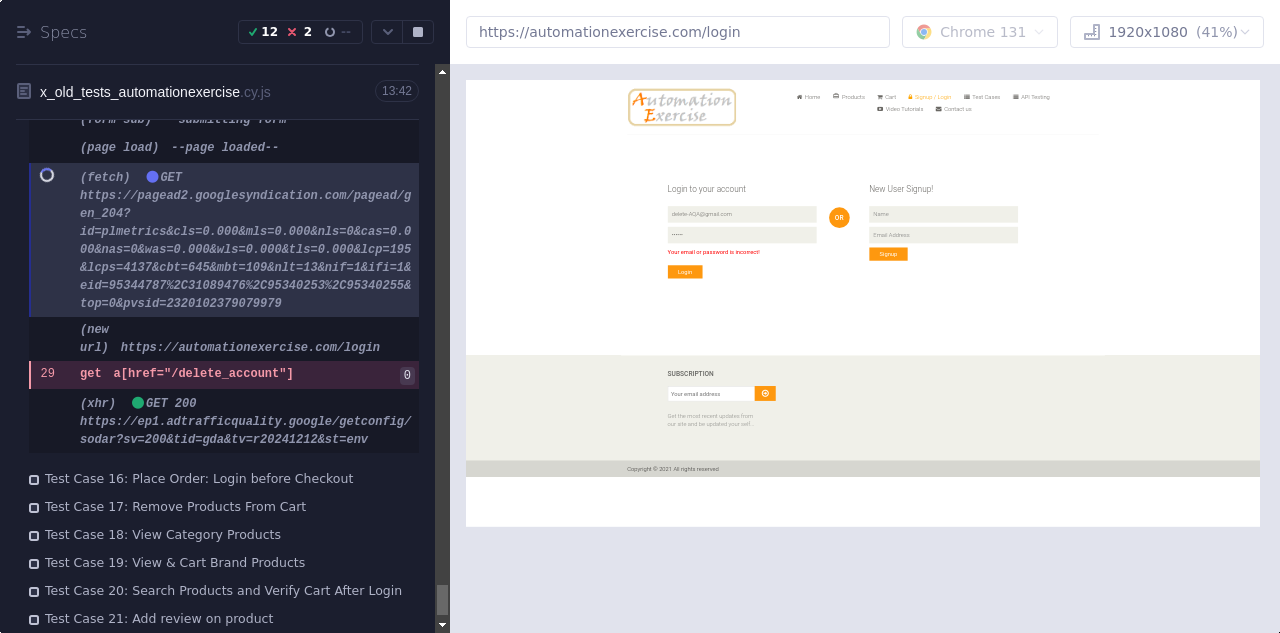 Specs
12 2 --
x_old_tests_automationexercise.cy.js 13:42
(form sub) --submitting form--
(page load) --page loaded--
(fetch) GET
https://pagead2.googlesyndication.com/pagead/g
en_204?
id=plmetrics&cls=0.000&mls=0.000&nls=0&cas=0.0
00&nas=0&was=0.000&wls=0.000&tls=0.000&lcp=195
&lcps=4137&cbt=645&mbt=109&nlt=13&nif=1&ifi=1&
eid=95344787%2C31089476%2C95340253%2C95340255&
top=0&pvsid=2320102379079979
(new
url) https://automationexercise.com/login
29 get a[href="/delete_account"] 0
(xhr) GET 200
https://ep1.adtrafficquality.google/getconfig/
sodar?sv=200&tid=gda&tv=r20241212&st=env
Test Case 16: Place Order: Login before Checkout
Test Case 17: Remove Products From Cart
Test Case 18: View Category Products
Test Case 19: View & Cart Brand Products
Test Case 20: Search Products and Verify Cart After Login
Test Case 21: Add review on product
https://automationexercise.com/login
Chrome 131
1920x1080 (41%)
Automation
Exercise
Home Products Cart Signup / Login Test Cases API Testing
Video Tutorials Contact us
Login to your account
delete-AQA@gmail.com
Your email or password is incorrect!
Login
OR
New User Signup!
Name
Email Address
Signup
SUBSCRIPTION
Your email address
Get the most recent updates from
our site and be updated your self...
Copyright © 2021 All rights reserved